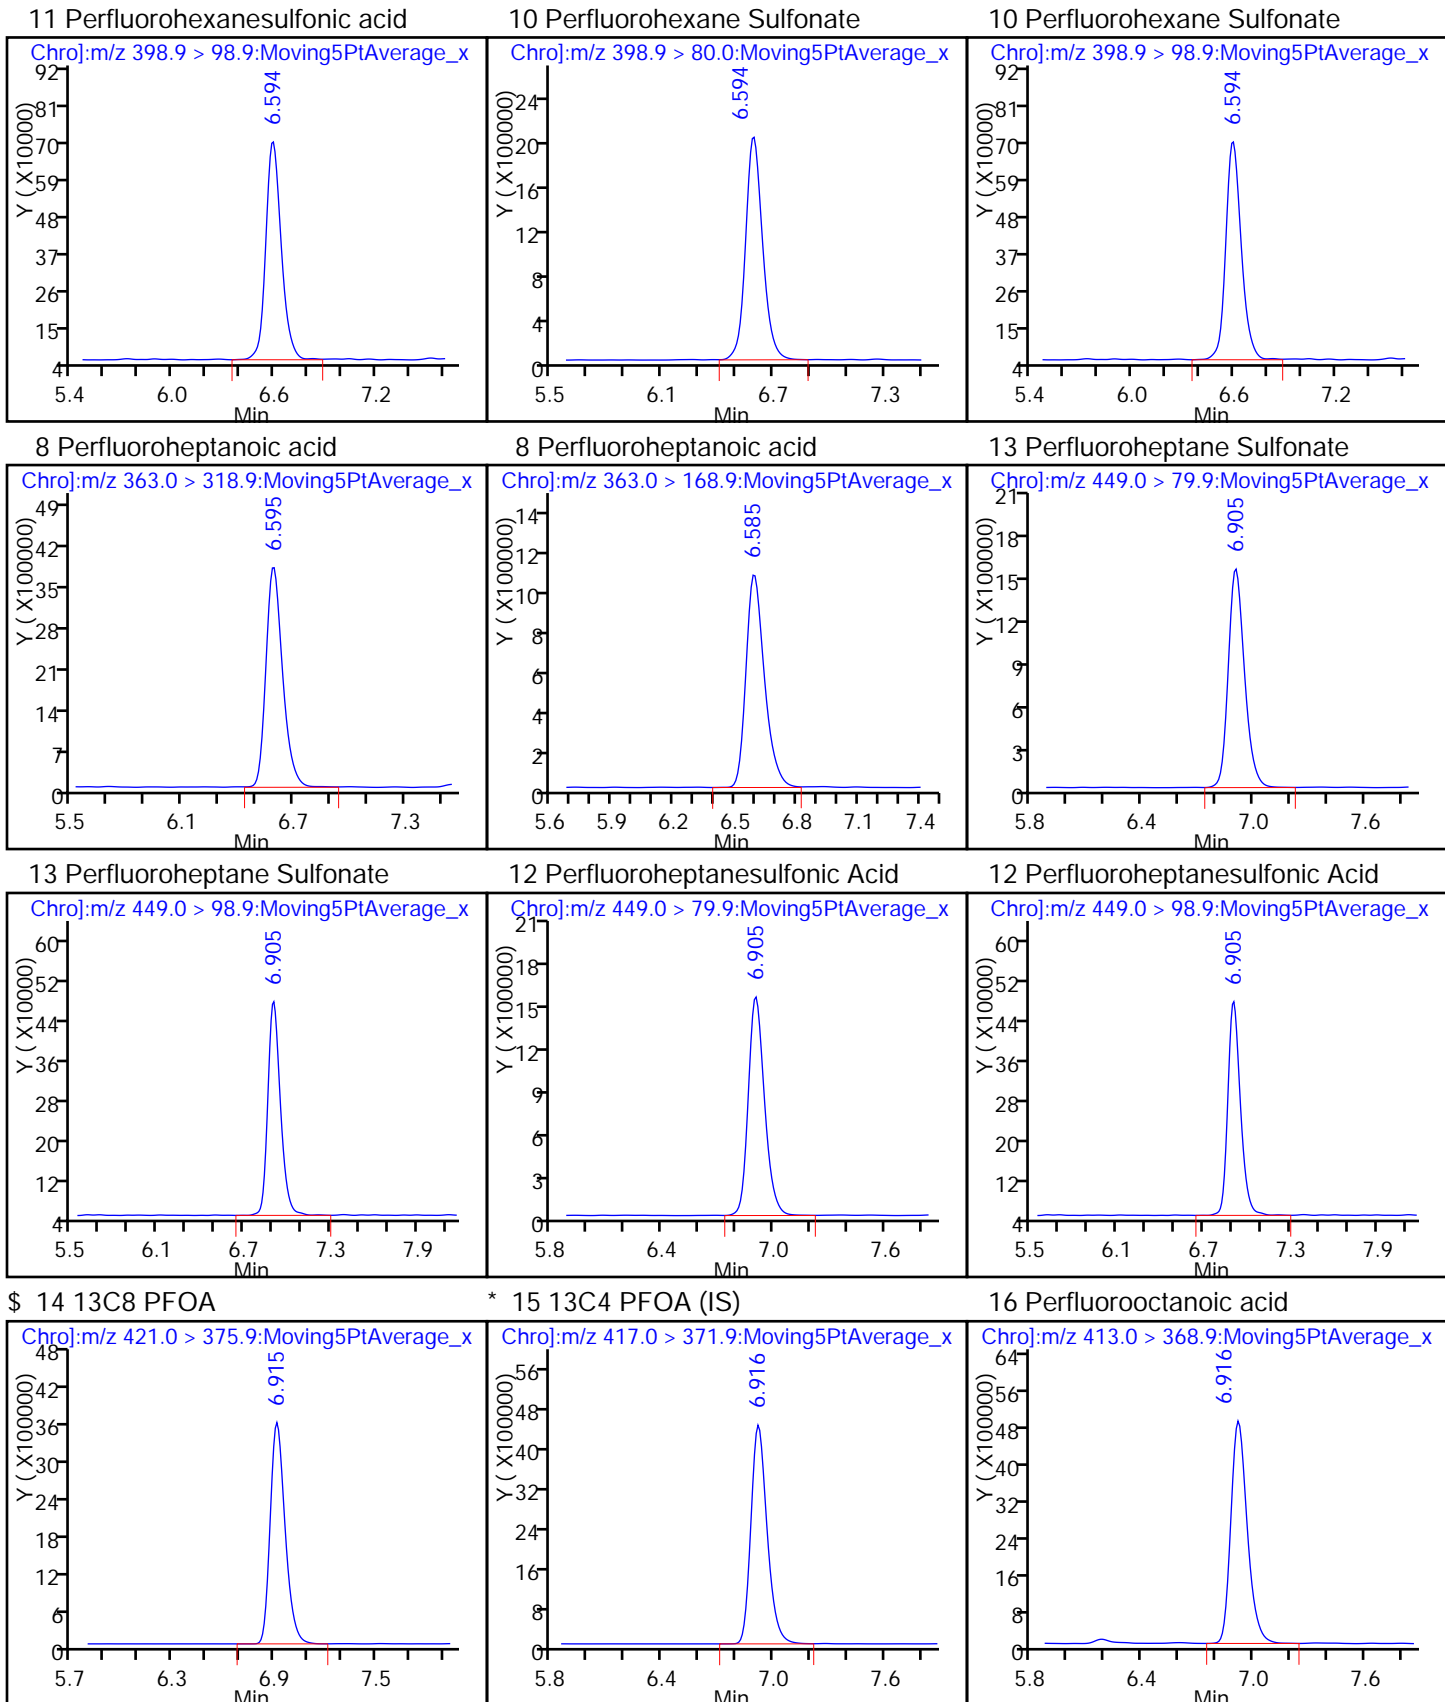 11 Perfluorohexanesulfonic acid
Chro]:m/z 398.9 > 98.9:Moving5PtAverage_x
6.594
Y ( X10000)
92
81
70
59
48
37
26
15
4
5.4 6.0 6.6 7.2
Min
10 Perfluorohexane Sulfonate
Chro]:m/z 398.9 > 80.0:Moving5PtAverage_x
6.594
Y ( X100000)
24
20
16
12
8
4
0
5.5 6.1 6.7 7.3
Min
10 Perfluorohexane Sulfonate
Chro]:m/z 398.9 > 98.9:Moving5PtAverage_x
6.594
Y ( X10000)
92
81
70
59
48
37
26
15
4
5.4 6.0 6.6 7.2
Min
8 Perfluoroheptanoic acid
Chro]:m/z 363.0 > 318.9:Moving5PtAverage_x
6.595
Y ( X100000)
49
42
35
28
21
14
7
0
5.5 6.1 6.7 7.3
Min
8 Perfluoroheptanoic acid
Chro]:m/z 363.0 > 168.9:Moving5PtAverage_x
6.585
Y ( X100000)
14
12
10
8
6
4
2
0
5.6 5.9 6.2 6.5 6.8 7.1 7.4
Min
13 Perfluoroheptane Sulfonate
Chro]:m/z 449.0 > 79.9:Moving5PtAverage_x
6.905
Y ( X100000)
21
18
15
12
9
6
3
0
5.8 6.4 7.0 7.6
Min
13 Perfluoroheptane Sulfonate
Chro]:m/z 449.0 > 98.9:Moving5PtAverage_x
6.905
Y ( X10000)
60
52
44
36
28
20
12
4
5.5 6.1 6.7 7.3 7.9
Min
12 Perfluoroheptanesulfonic Acid
Chro]:m/z 449.0 > 79.9:Moving5PtAverage_x
6.905
Y ( X100000)
21
18
15
12
9
6
3
0
5.8 6.4 7.0 7.6
Min
12 Perfluoroheptanesulfonic Acid
Chro]:m/z 449.0 > 98.9:Moving5PtAverage_x
6.905
Y ( X10000)
60
52
44
36
28
20
12
4
5.5 6.1 6.7 7.3 7.9
Min
$ 14 13C8 PFOA
Chro]:m/z 421.0 > 375.9:Moving5PtAverage_x
6.915
Y ( X100000)
48
42
36
30
24
18
12
6
0
5.7 6.3 6.9 7.5
Min
* 15 13C4 PFOA (IS)
Chro]:m/z 417.0 > 371.9:Moving5PtAverage_x
6.916
Y ( X100000)
56
48
40
32
24
16
8
0
5.8 6.4 7.0 7.6
Min
16 Perfluorooctanoic acid
Chro]:m/z 413.0 > 368.9:Moving5PtAverage_x
6.916
Y ( X100000)
64
56
48
40
32
24
16
8
0
5.8 6.4 7.0 7.6
Min